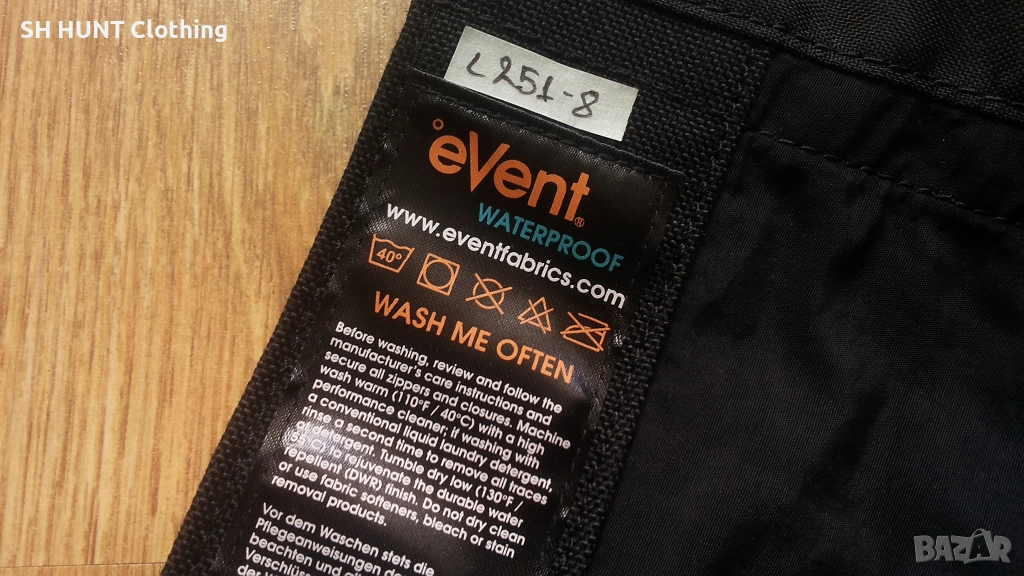 SH HUNT Clothing
L 251-8
eVent®
WATERPROOF
www.eventfabrics.com
40°
WASH ME OFTEN
Before washing, review and follow the
manufacturer's care instructions and
secure all zippers and closures. Machine
wash warm (110°F / 40°C) with a high
performance cleaner; if washing with
a conventional liquid laundry detergent,
rinse a second time to remove all traces
of detergent. Tumble dry low (130°F /
55°C) to rejuvenate the durable water
repellent (DWR) finish. Do not dry clean
or use fabric softeners, bleach or stain
removal products.
Vor dem Waschen stets die
Pflegeanweisungen
beachten und
Verschlüss
der
BAZAR